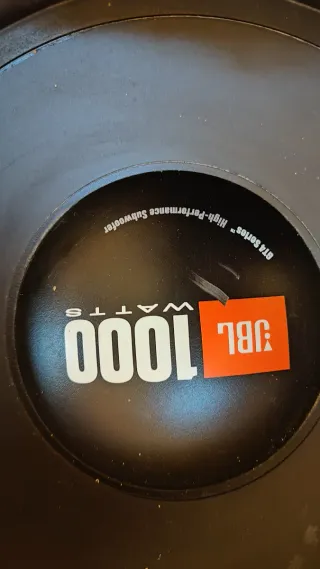 JBL
1000
WATTS
GT4 Series™ High-Performance Subwoofer